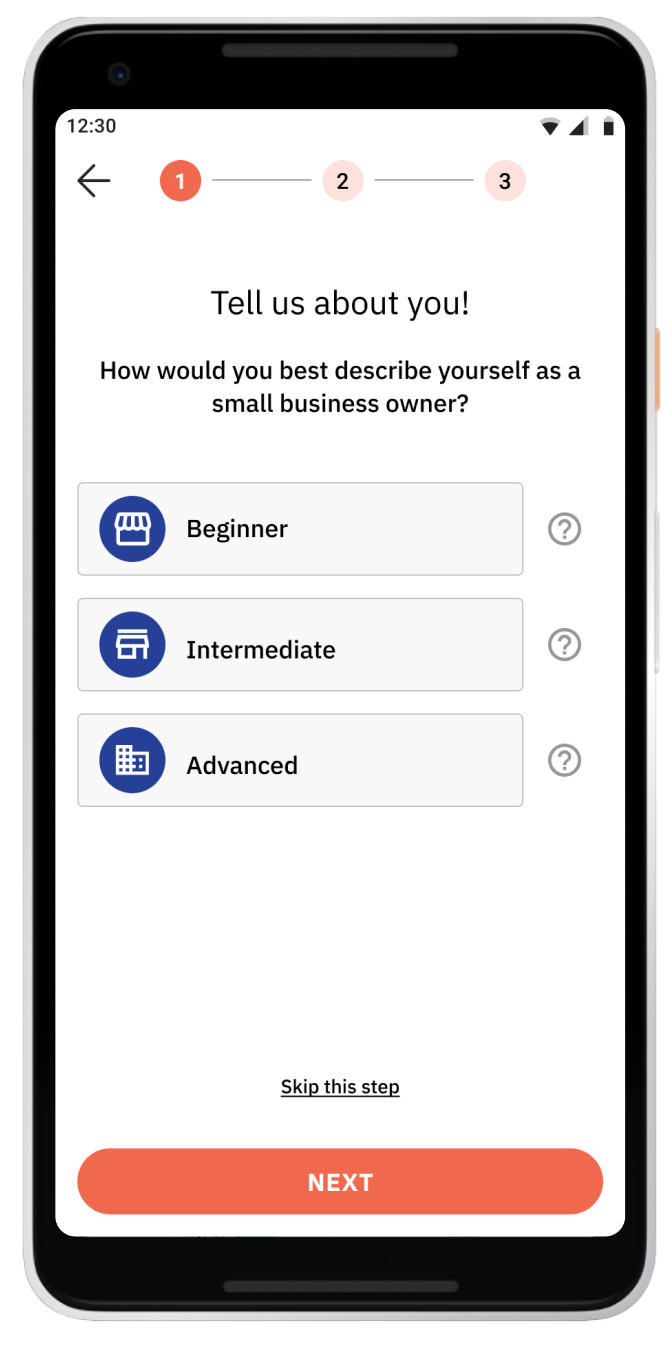 12:30
1 2 3
Tell us about you!
How would you best describe yourself as a
small business owner?
Beginner ?
Intermediate ?
Advanced ?
Skip this step
NEXT